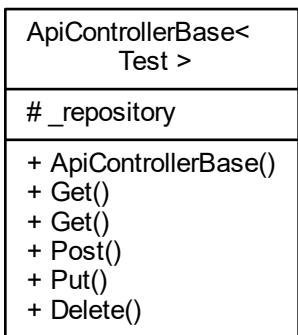 ApiControllerBase<
Test >
# _repository
+ ApiControllerBase()
+ Get()
+ Get()
+ Post()
+ Put()
+ Delete()